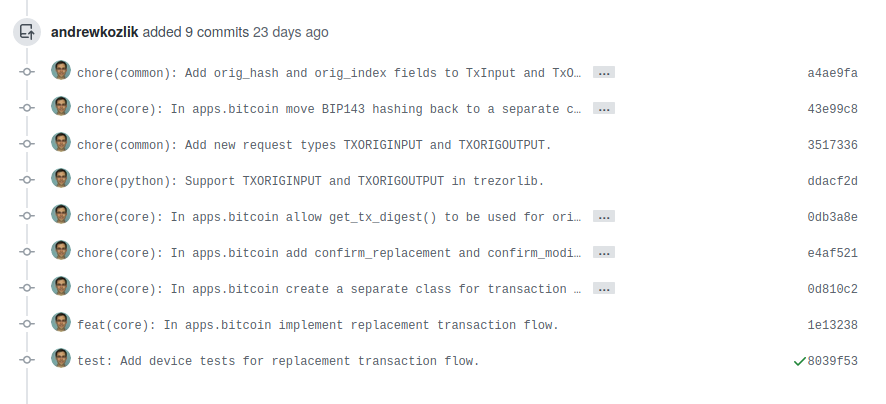 andrewkozlik added 9 commits 23 days ago
chore(common): Add orig_hash and orig_index fields to TxInput and TxO… ... a4ae9fa
chore(core): In apps.bitcoin move BIP143 hashing back to a separate c… ... 43e99c8
chore(common): Add new request types TXORIGINPUT and TXORIGOUTPUT. 3517336
chore(python): Support TXORIGINPUT and TXORIGOUTPUT in trezorlib. ddacf2d
chore(core): In apps.bitcoin allow get_tx_digest() to be used for ori… ... 0db3a8e
chore(core): In apps.bitcoin add confirm_replacement and confirm_modi… ... e4af521
chore(core): In apps.bitcoin create a separate class for transaction … ... 0d810c2
feat(core): In apps.bitcoin implement replacement transaction flow. 1e13238
test: Add device tests for replacement transaction flow. 8039f53